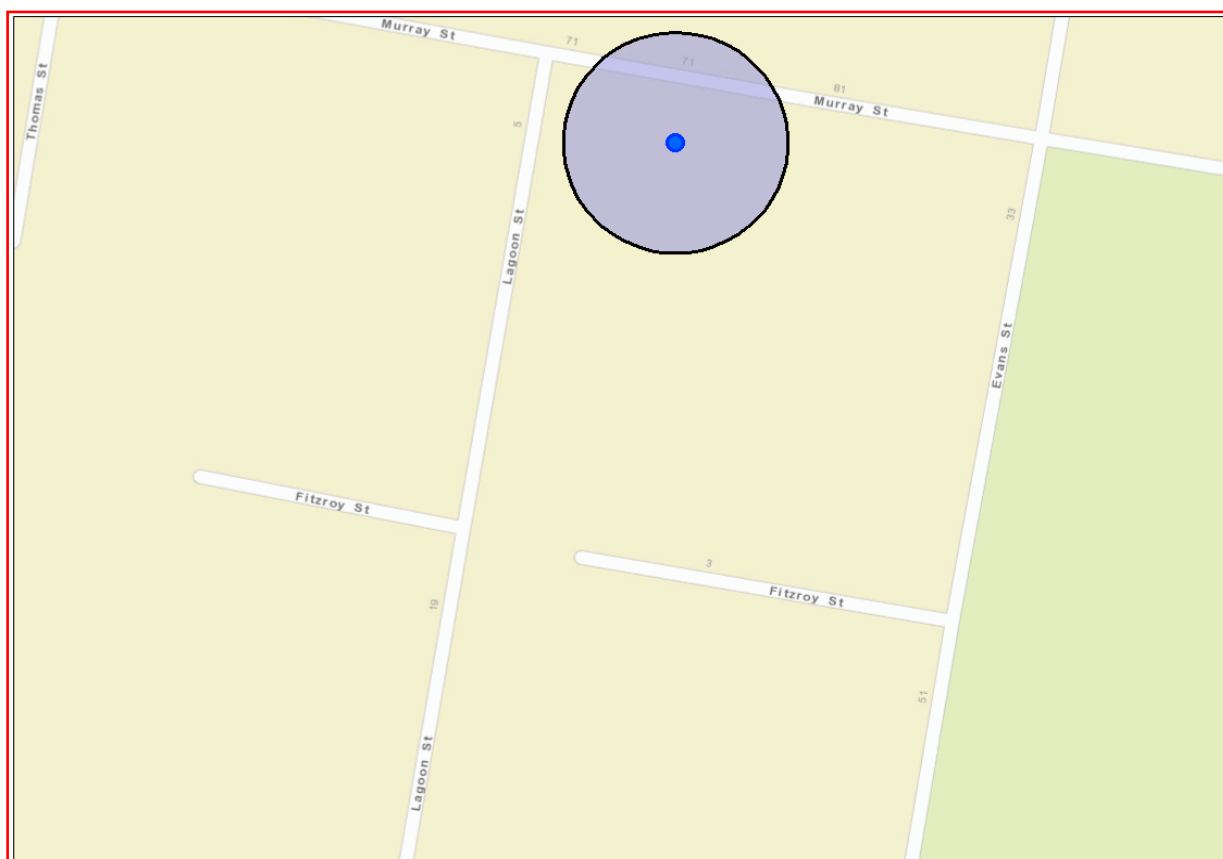 Murray St
71
71
81
Murray St
Thomas St
5
33
Lagoon St
Evans St
Fitzroy St
3
Fitzroy St
19
51
Lagoon St